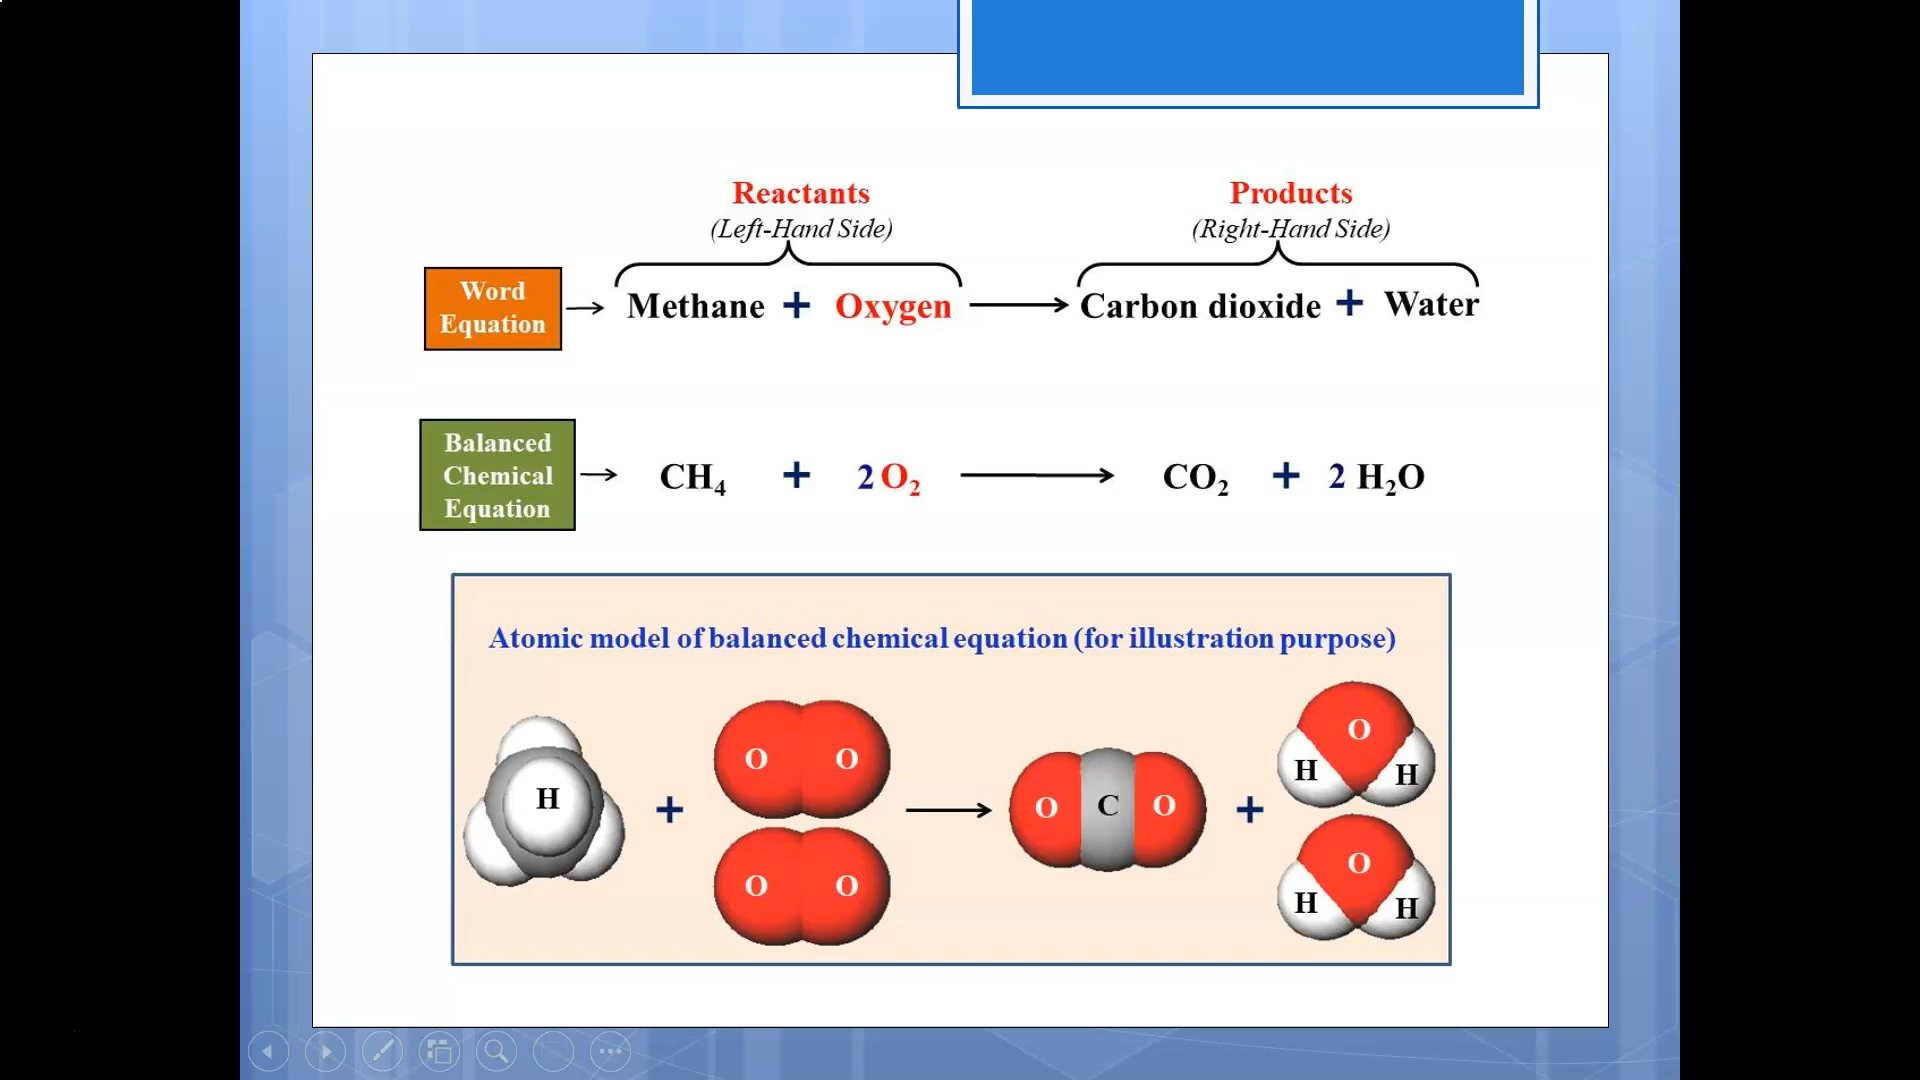 Reactants
(Left-Hand Side)
Products
(Right-Hand Side)
Word
Equation
Methane + Oxygen → Carbon dioxide + Water
Balanced
Chemical
Equation
CH₄ + 2 O₂ → CO₂ + 2 H₂O
Atomic model of balanced chemical equation (for illustration purpose)
H + O O O O → O C O + O H H O H H